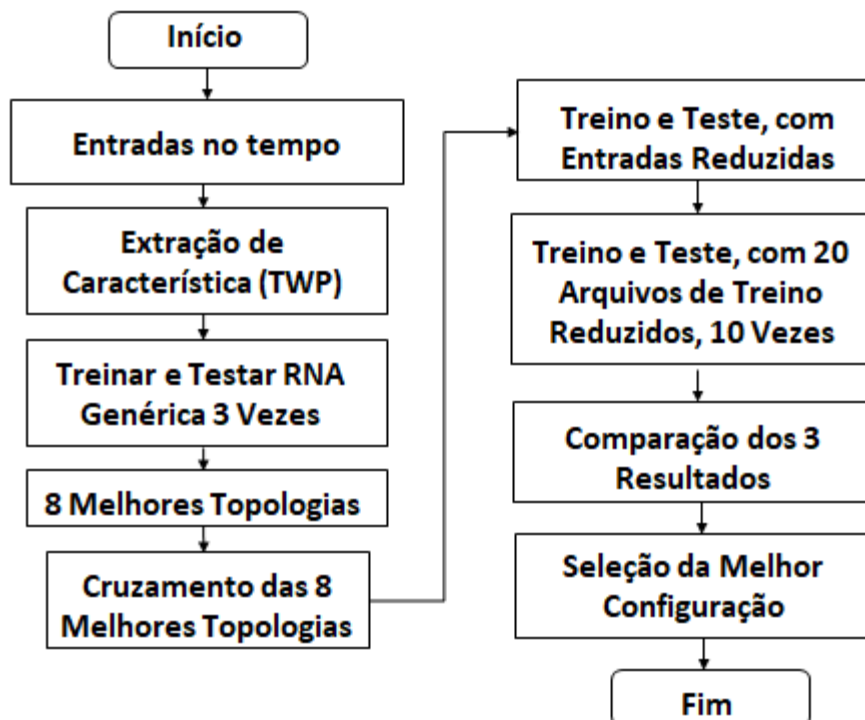 Início
Entradas no tempo
Extração de
Característica (TWP)
Treinar e Testar RNA
Genérica 3 Vezes
8 Melhores Topologias
Cruzamento das 8
Melhores Topologias
Treino e Teste, com
Entradas Reduzidas
Treino e Teste, com 20
Arquivos de Treino
Reduzidos, 10 Vezes
Comparação dos 3
Resultados
Seleção da Melhor
Configuração
Fim